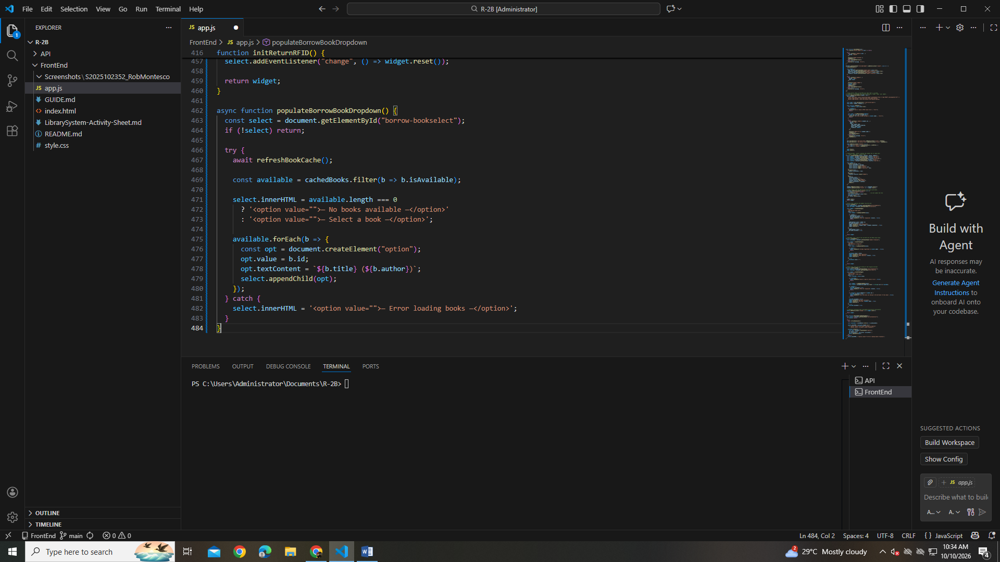 File Edit Selection View Go Run Terminal Help
R-2B [Administrator]
EXPLORER
R-2B
API
FrontEnd
Screenshots\S2025102352_RobMontesco
JS app.js
GUIDE.md
index.html
LibrarySystem-Activity-Sheet.md
README.md
style.css
OUTLINE
TIMELINE
JS app.js
FrontEnd > JS app.js > populateBorrowBookDropdown
416 function initReturnRFID() {
457 select.addEventListener("change", () => widget.reset());
458
459 return widget;
460 }
461
462 async function populateBorrowBookDropdown() {
463 const select = document.getElementById("borrow-bookselect");
464 if (!select) return;
465
466 try {
467 await refreshBookCache();
468
469 const available = cachedBooks.filter(b => b.isAvailable);
470
471 select.innerHTML = available.length === 0
472 ? '<option value="">— No books available —</option>'
473 : '<option value="">— Select a book —</option>';
474
475 available.forEach(b => {
476 const opt = document.createElement("option");
477 opt.value = b.id;
478 opt.textContent = `${b.title} (${b.author})`;
479 select.appendChild(opt);
480 });
481 } catch {
482 select.innerHTML = '<option value="">— Error loading books —</option>';
483 }
484 }
PROBLEMS OUTPUT DEBUG CONSOLE TERMINAL PORTS
PS C:\Users\Administrator\Documents\R-2B>
API
FrontEnd
Build with
Agent
AI responses may
be inaccurate.
Generate Agent
Instructions to
onboard AI onto
your codebase.
SUGGESTED ACTIONS
Build Workspace
Show Config
+ JS app.js
Describe what to buil
A... A.
FrontEnd main 0 0
Ln 484, Col 2 Spaces: 4 UTF-8 CRLF { } JavaScript
Type here to search
2 29°C Mostly cloudy
10:34 AM
10/10/2026
4
1